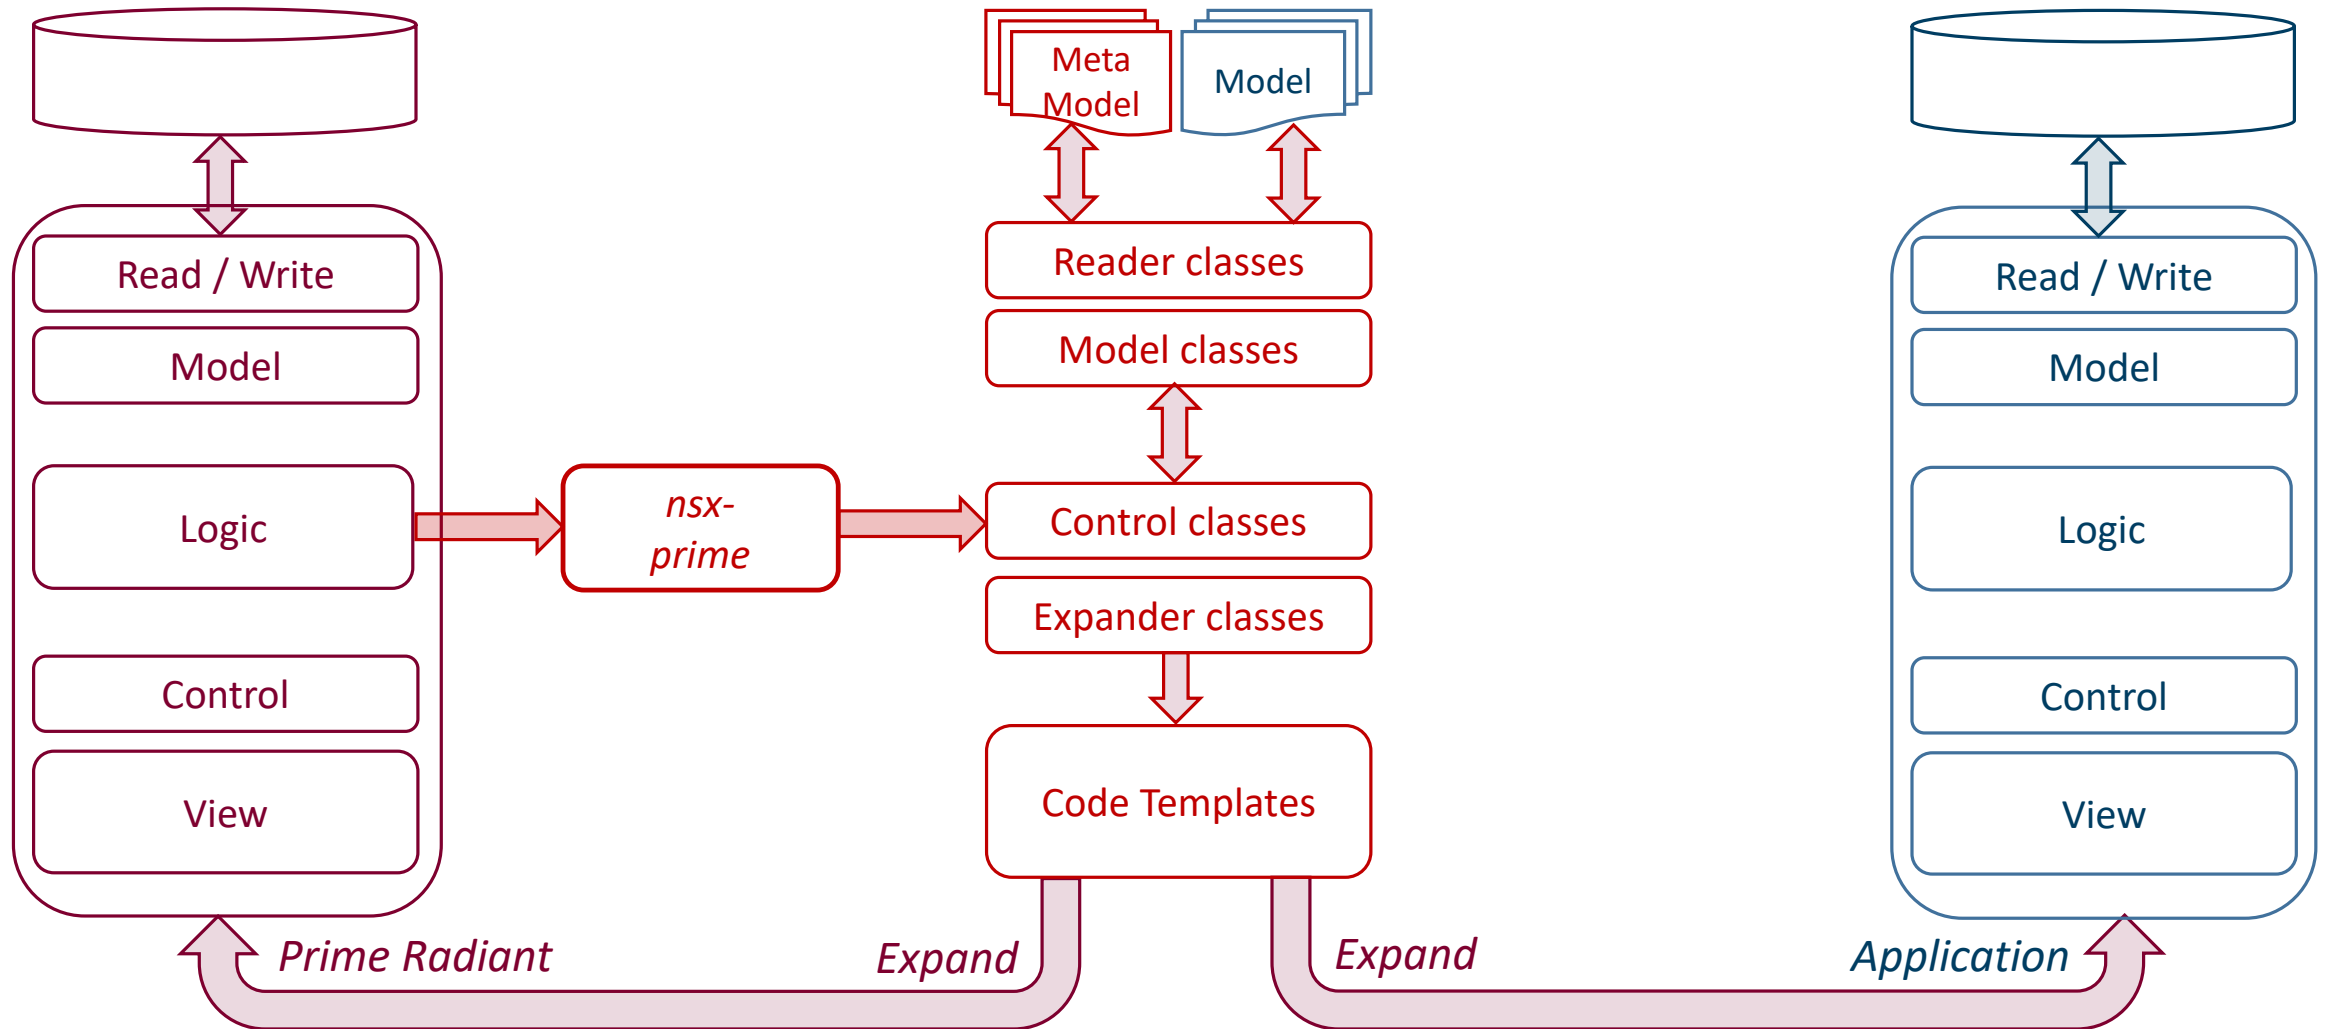 Meta
Model
Model
Read / Write
Model
Logic
Control
View
nsx-
prime
Reader classes
Model classes
Control classes
Expander classes
Code Templates
Read / Write
Model
Logic
Control
View
Prime Radiant
Expand
Expand
Application